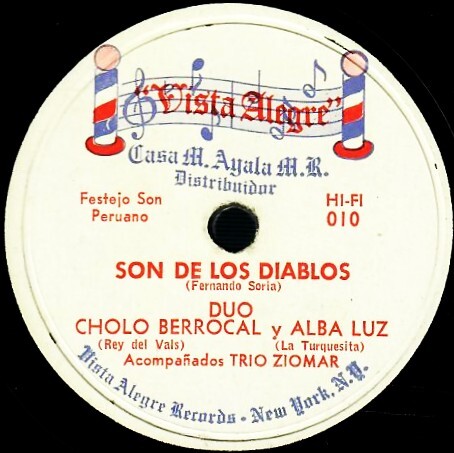 "Vista Alegre"
Casa M. Ayala M.R.
Distribuidor
Festejo Son
Peruano
HI-FI
010
SON DE LOS DIABLOS
(Fernando Soria)
DUO
CHOLO BERROCAL y ALBA LUZ
(Rey del Vals) (La Turquesita)
Acompañados TRIO ZIOMAR
Vista Alegre Records - New York, N.Y.